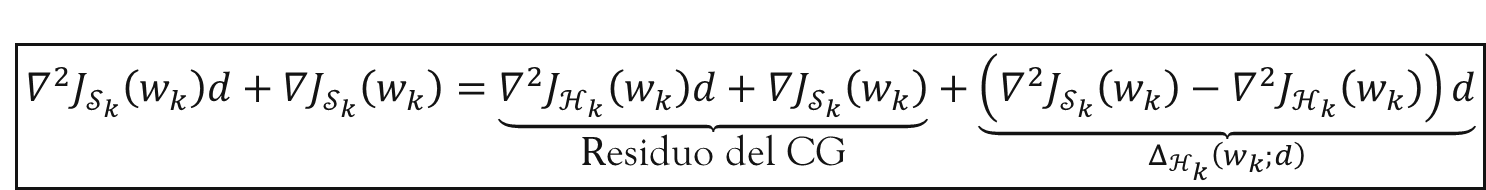 ∇²J_{𝒮_k}(w_k)d + ∇J_{𝒮_k}(w_k) = ∇²J_{ℋ_k}(w_k)d + ∇J_{𝒮_k}(w_k) + (∇²J_{𝒮_k}(w_k) − ∇²J_{ℋ_k}(w_k)) d
Residuo del CG Δ_{ℋ_k}(w_k;d)